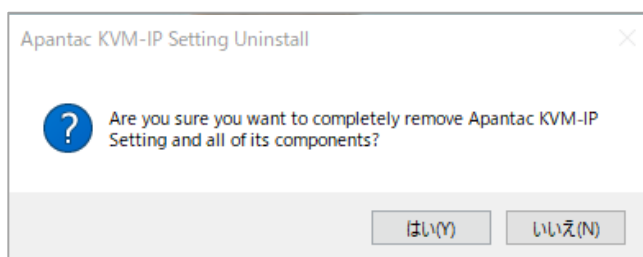 Apantac KVM-IP Setting Uninstall
Are you sure you want to completely remove Apantac KVM-IP
Setting and all of its components?
はい(Y)
いいえ(N)